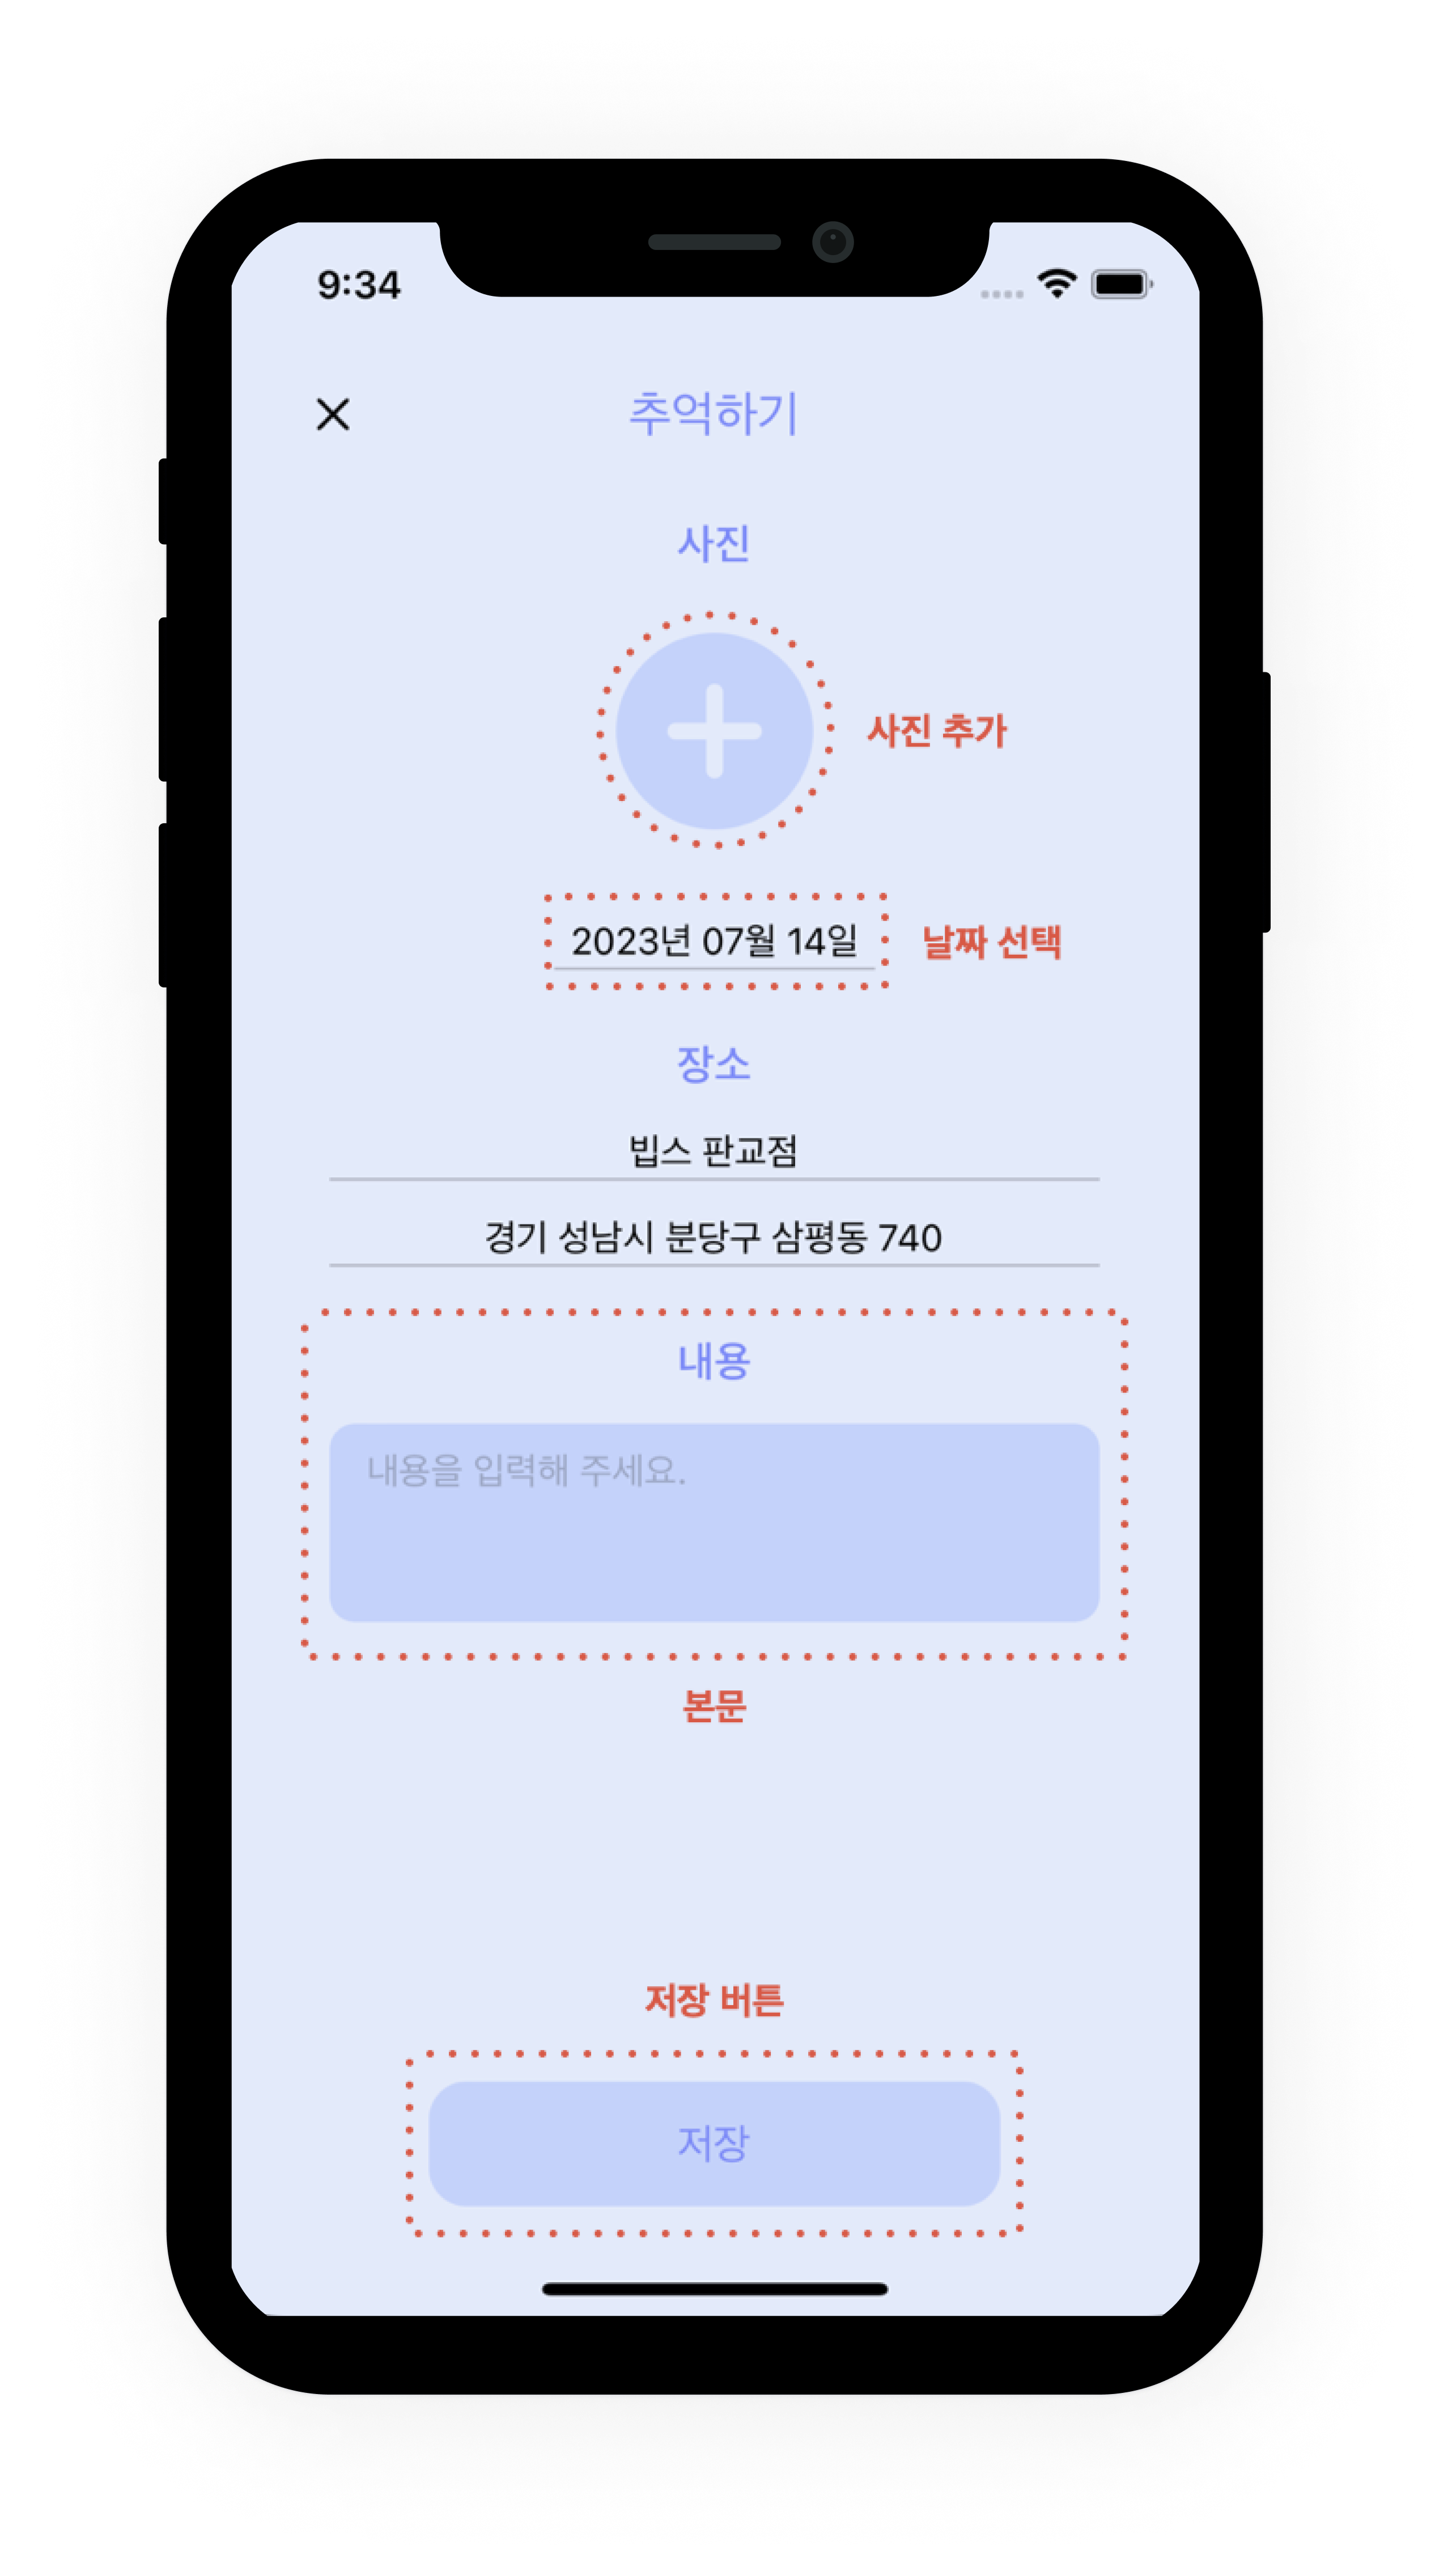 9:34
추억하기
사진
사진 추가
2023년 07월 14일
날짜 선택
장소
빕스 판교점
경기 성남시 분당구 삼평동 740
내용
내용을 입력해 주세요.
본문
저장 버튼
저장